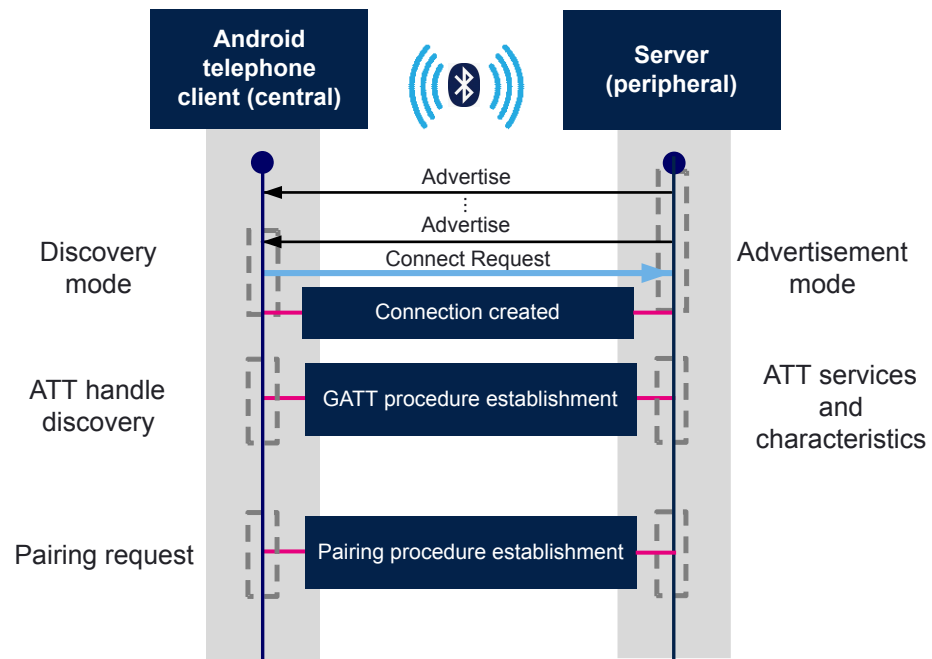 Android
telephone
client (central)
Server
(peripheral)
Advertise
Advertise
Connect Request
Discovery
mode
Advertisement
mode
Connection created
ATT handle
discovery
GATT procedure establishment
ATT services
and
characteristics
Pairing request
Pairing procedure establishment